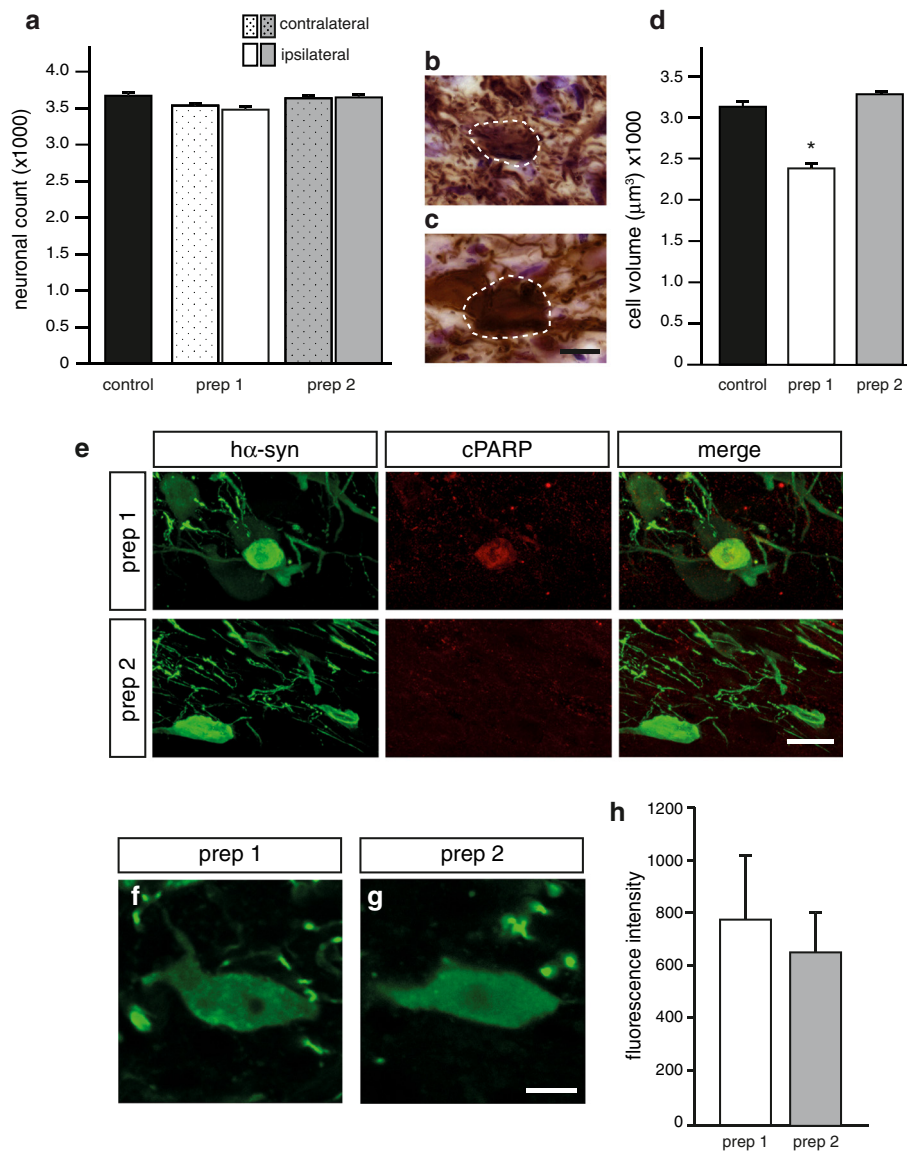 a
contralateral
ipsilateral
neuronal count (x1000)
4.0
3.5
3.0
2.5
2.0
1.5
1.0
0.5
0
control
prep 1
prep 2
b
c
d
cell volume (μm³) x1000
3.5
3.0
2.5
2.0
1.5
1.0
0.5
0
*
control
prep 1
prep 2
e
hα-syn
cPARP
merge
prep 1
prep 2
prep 1
prep 2
f
g
h
fluorescence intensity
1200
1000
800
600
400
200
0
prep 1
prep 2